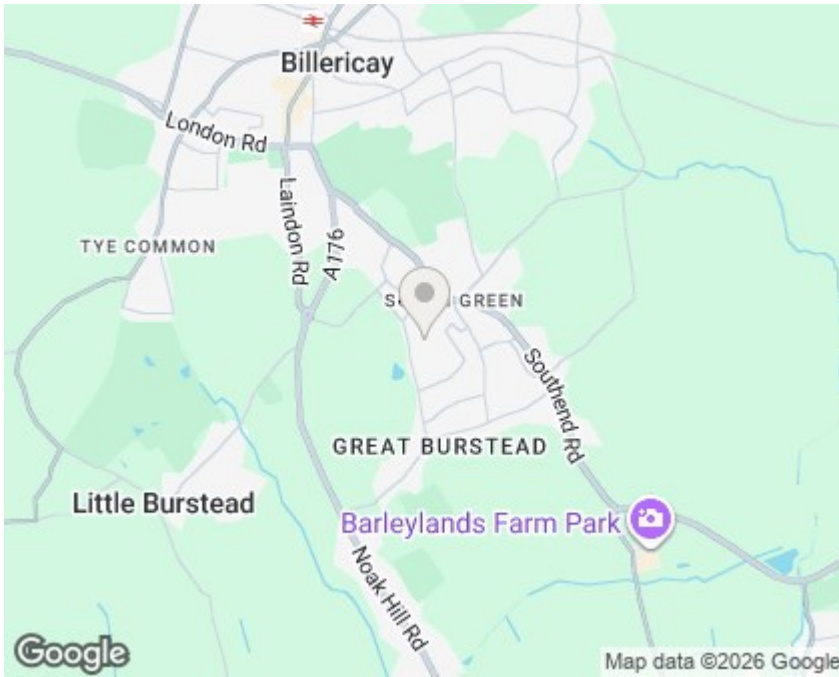 Billericay
London Rd
Laindon Rd
A176
TYE COMMON
GREEN
Southend Rd
GREAT BURSTEAD
Little Burstead
Barleylands Farm Park
Noak Hill Rd
Google
Map data ©2026 Google